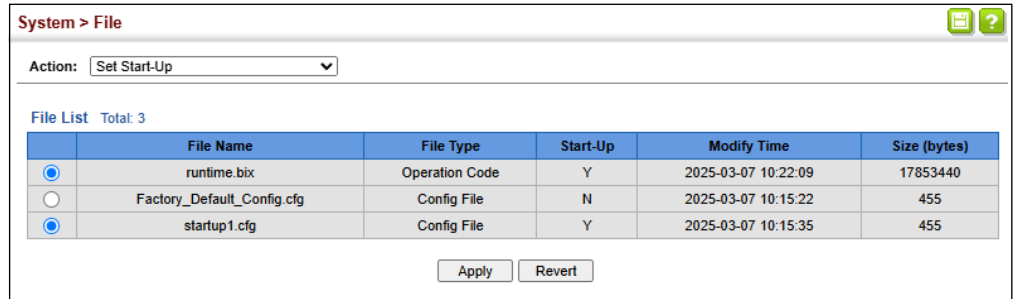 System > File
?
Action: Set Start-Up
File List Total: 3
File Name File Type Start-Up Modify Time Size (bytes)
runtime.bix Operation Code Y 2025-03-07 10:22:09 17853440
Factory_Default_Config.cfg Config File N 2025-03-07 10:15:22 455
startup1.cfg Config File Y 2025-03-07 10:15:35 455
Apply Revert